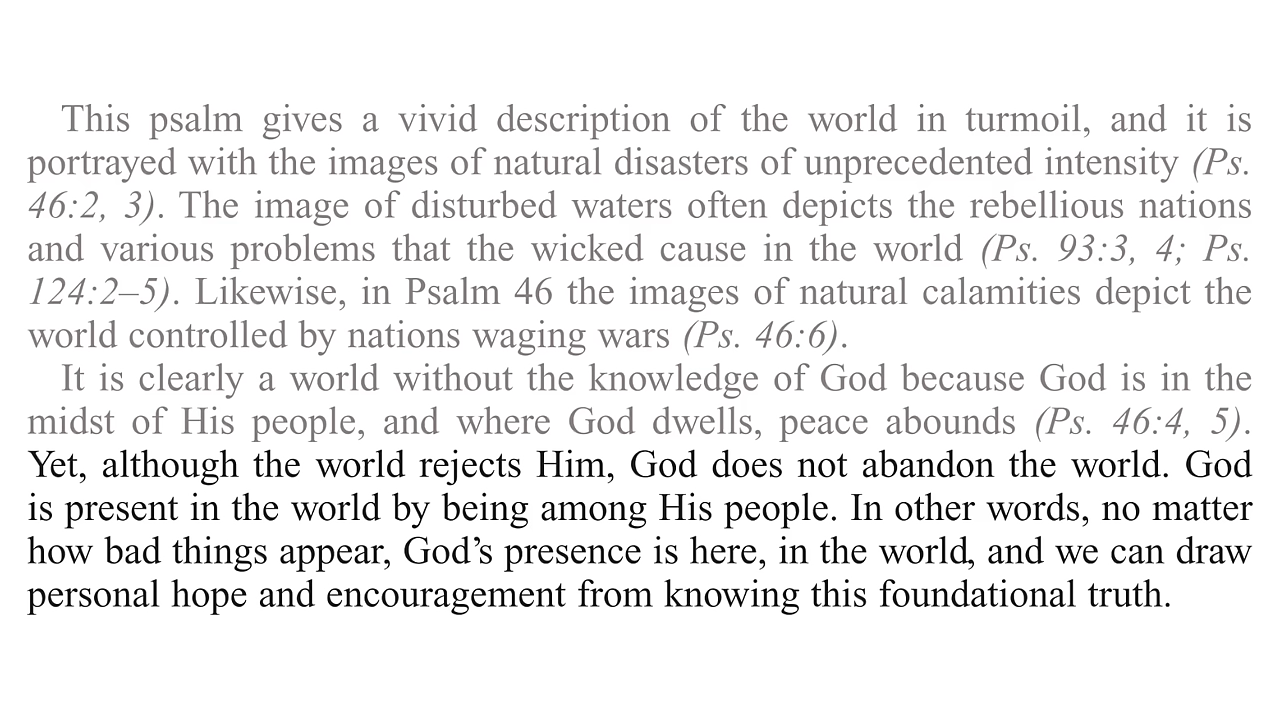 This psalm gives a vivid description of the world in turmoil, and it is
portrayed with the images of natural disasters of unprecedented intensity (Ps.
46:2, 3). The image of disturbed waters often depicts the rebellious nations
and various problems that the wicked cause in the world (Ps. 93:3, 4; Ps.
124:2–5). Likewise, in Psalm 46 the images of natural calamities depict the
world controlled by nations waging wars (Ps. 46:6).
It is clearly a world without the knowledge of God because God is in the
midst of His people, and where God dwells, peace abounds (Ps. 46:4, 5).
Yet, although the world rejects Him, God does not abandon the world. God
is present in the world by being among His people. In other words, no matter
how bad things appear, God’s presence is here, in the world, and we can draw
personal hope and encouragement from knowing this foundational truth.